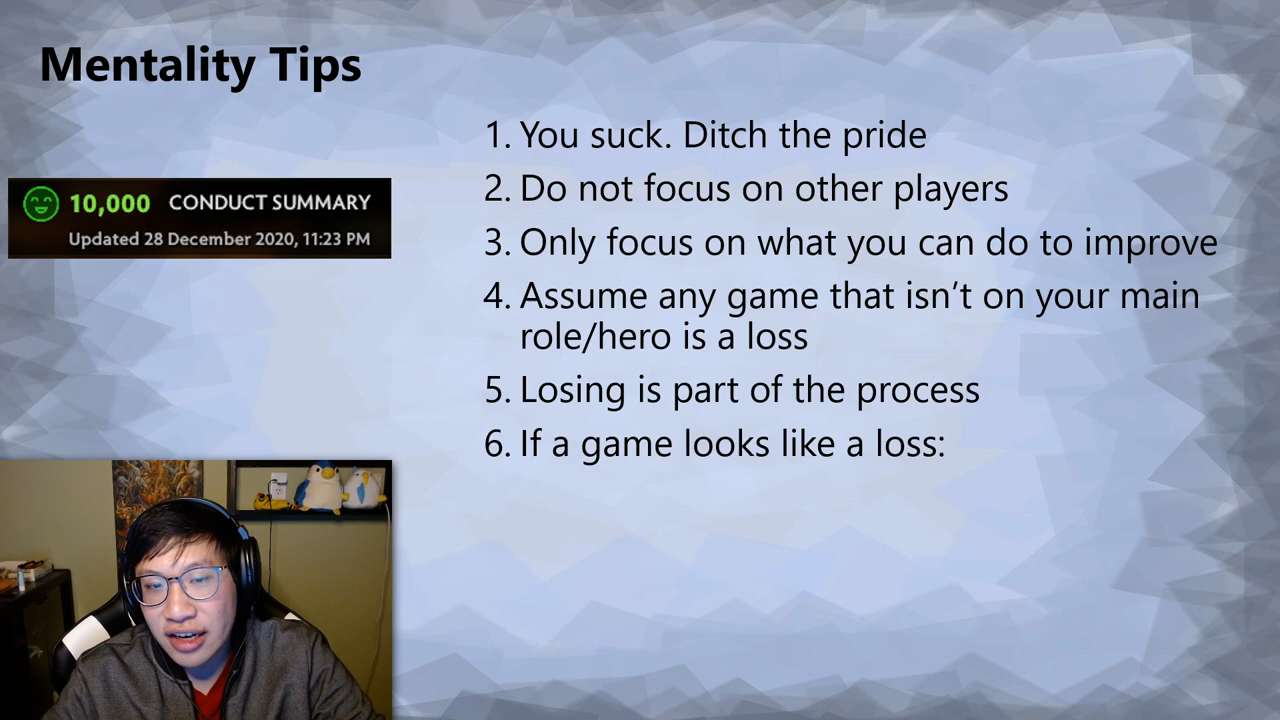 Mentality Tips
10,000 CONDUCT SUMMARY
Updated 28 December 2020, 11:23 PM
1. You suck. Ditch the pride
2. Do not focus on other players
3. Only focus on what you can do to improve
4. Assume any game that isn’t on your main
role/hero is a loss
5. Losing is part of the process
6. If a game looks like a loss: